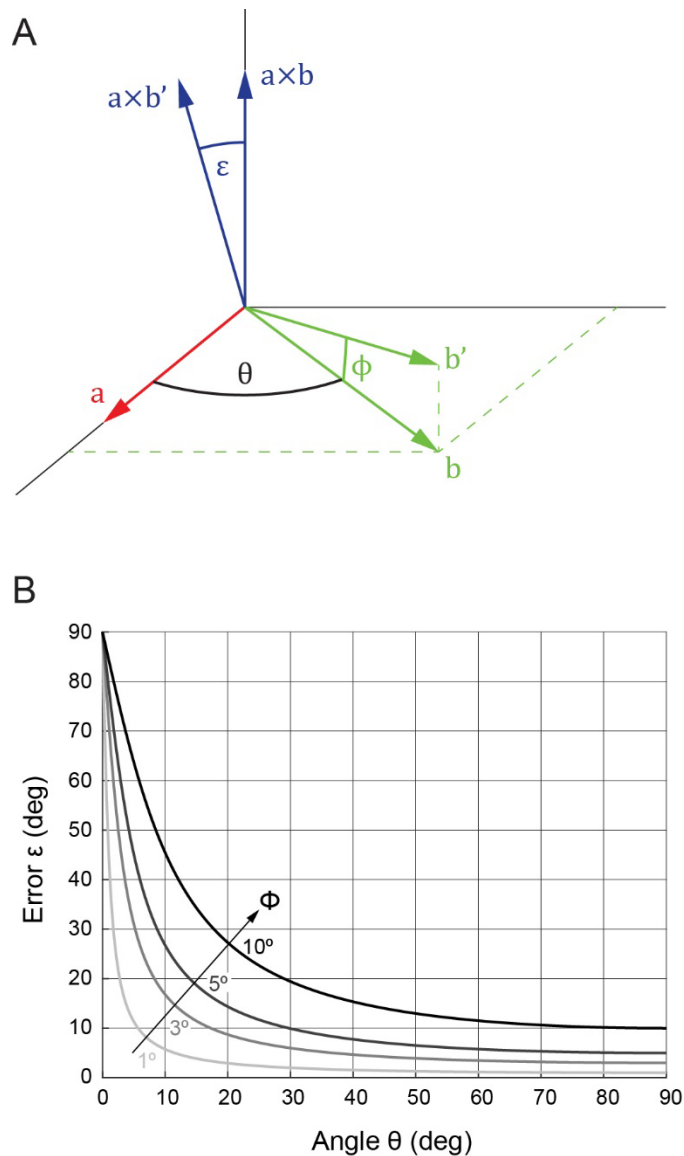 A
a×b'
a×b
ε
θ
ϕ
b'
a
b
B
90
80
70
60
50
40
30
20
10
0
Error ε (deg)
Φ
10º
5º
3º
1º
0 10 20 30 40 50 60 70 80 90
Angle θ (deg)